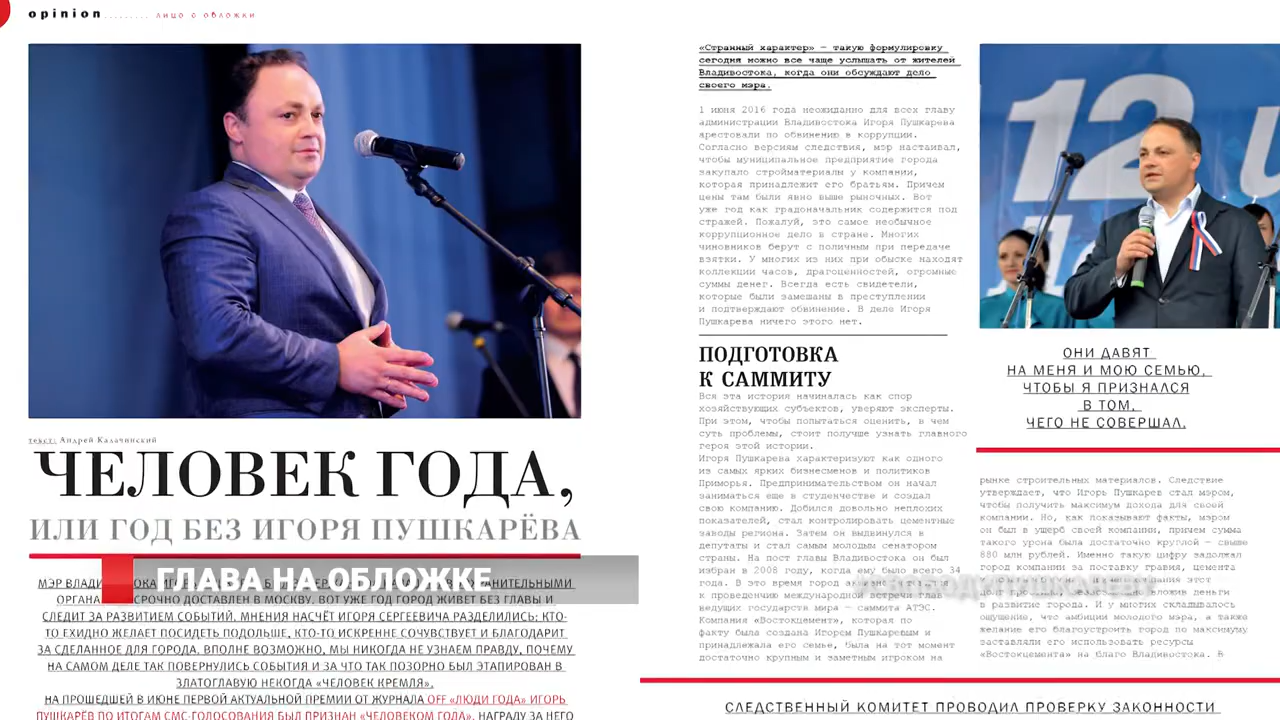 opinion......... лицо с обложки
текст: Андрей Калачинский
ЧЕЛОВЕК ГОДА,
ИЛИ ГОД БЕЗ ИГОРЯ ПУШКАРЁВА
ГЛАВА НА ОБЛОЖКЕ
МЭР
ОРГАНА СРОЧНО ДОСТАВЛЕН В МОСКВУ. ВОТ УЖЕ ГОД ГОРОД ЖИВЕТ БЕЗ ГЛАВЫ И
СЛЕДИТ ЗА РАЗВИТИЕМ СОБЫТИЙ. МНЕНИЯ НАСЧЁТ ИГОРЯ СЕРГЕЕВИЧА РАЗДЕЛИЛИСЬ: КТО-
ТО ЕХИДНО ЖЕЛАЕТ ПОСИДЕТЬ ПОДОЛЬШЕ, КТО-ТО ИСКРЕННЕ СОЧУВСТВУЕТ И БЛАГОДАРИТ
ЗА СДЕЛАННОЕ ДЛЯ ГОРОДА. ВПОЛНЕ ВОЗМОЖНО, МЫ НИКОГДА НЕ УЗНАЕМ ПРАВДУ, ПОЧЕМУ
НА САМОМ ДЕЛЕ ТАК ПОВЕРНУЛИСЬ СОБЫТИЯ И ЗА ЧТО ТАК ПОЗОРНО БЫЛ ЭТАПИРОВАН В
ЗЛАТОГЛАВУЮ НЕКОГДА «ЧЕЛОВЕК КРЕМЛЯ».
НА ПРОШЕДШЕЙ В ИЮНЕ ПЕРВОЙ АКТУАЛЬНОЙ ПРЕМИИ ОТ ЖУРНАЛА OFF «ЛЮДИ ГОДА» ИГОРЬ
ПУШКАРЁВ ПО ИТОГАМ СМС-ГОЛОСОВАНИЯ БЫЛ ПРИЗНАН «ЧЕЛОВЕКОМ ГОДА». НАГРАДУ ЗА НЕГО
«Странный характер» — такую формулировку
сегодня можно все чаще услышать от жителей
Владивостока, когда они обсуждают дело
своего мэра.
1 июня 2016 года неожиданно для всех главу
администрации Владивостока Игоря Пушкарева
арестовали по обвинению в коррупции.
Согласно версиям следствия, мэр настаивал,
чтобы муниципальное предприятие города
закупало стройматериалы у компании,
которая принадлежит его братьям. Причем
цены там были явно выше рыночных. Вот
уже год как градоначальник содержится под
стражей. Пожалуй, это самое необычное
коррупционное дело в стране. Многих
чиновников берут с поличным при передаче
взятки. У многих из них при обыске находят
коллекции часов, драгоценностей, огромные
суммы денег. Всегда есть свидетели,
которые были замешаны в преступлении
и подтверждают обвинение. В деле Игоря
Пушкарева ничего этого нет.
ПОДГОТОВКА
К САММИТУ
Вся эта история начиналась как спор
хозяйствующих субъектов, уверяют эксперты.
При этом, чтобы попытаться оценить, в чем
суть проблемы, стоит получше узнать главного
героя этой истории.
Игоря Пушкарева характеризуют как одного
из самых ярких бизнесменов и политиков
Приморья. Предпринимательством он начал
заниматься еще в студенчестве и создал
свою компанию. Добился довольно неплохих
показателей, стал контролировать цементные
заводы региона. Затем он выдвинулся в
депутаты и стал самым молодым сенатором
страны. На пост главы Владивостока он был
избран в 2008 году, когда ему было всего 34
года. В это время город
к проведению международной встречи глав
ведущих государств мира — саммита АТЭС.
Компания «Востокцемент», которая по
факту была создана Игорем Пушкаревым и
принадлежала его семье, была на тот момент
достаточно крупным и заметным игроком на
12
ОНИ ДАВЯТ
НА МЕНЯ И МОЮ СЕМЬЮ,
ЧТОБЫ Я ПРИЗНАЛСЯ
В ТОМ,
ЧЕГО НЕ СОВЕРШАЛ.
рынке строительных материалов. Следствие
утверждает, что Игорь Пушкарев стал мэром,
чтобы получить максимум дохода для своей
компании. Но, как показывают факты, мэром
он был в ущерб своей компании, причем сумма
такого урона была достаточно круглой — свыше
880 млн рублей. Именно такую цифру задолжал
город компании за поставку гравия, цемента
этот
вложив деньги
в развитие города. И у многих складывалось
ощущение, что амбиции молодого мэра, а также
желание его благоустроить город по максимуму
заставляли его использовать ресурсы
«Востокцемента» на благо Владивостока. В
СЛЕДСТВЕННЫЙ КОМИТЕТ ПРОВОДИЛ ПРОВЕРКУ ЗАКОННОСТИ